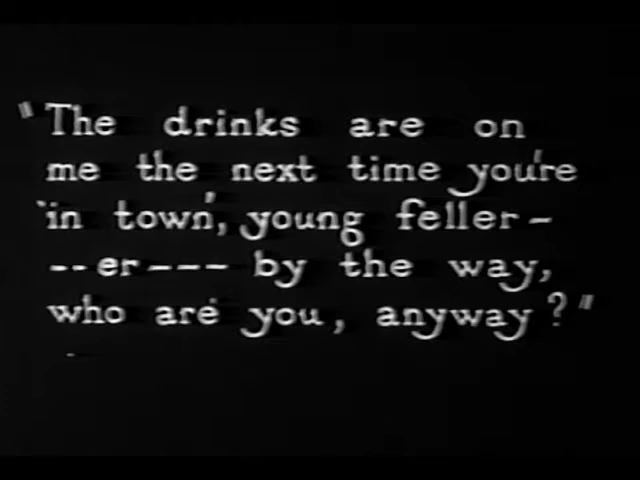 "The drinks are on
me the next time you're
'in town', young feller-
--er--- by the way,
who are you, anyway?"